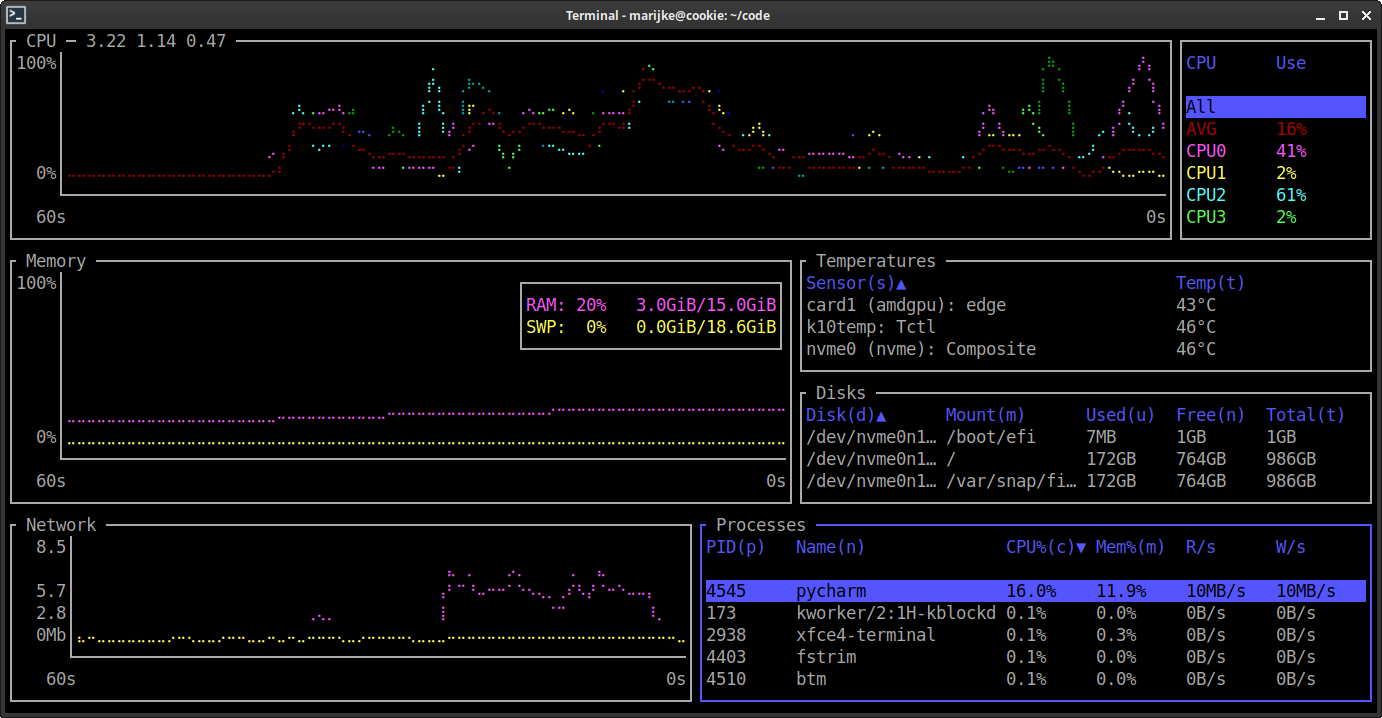 Terminal - marijke@cookie: ~/code
CPU — 3.22 1.14 0.47
100%
0%
60s 0s
CPU Use
All
AVG 16%
CPU0 41%
CPU1 2%
CPU2 61%
CPU3 2%
Memory
100%
RAM: 20% 3.0GiB/15.0GiB
SWP: 0% 0.0GiB/18.6GiB
0%
60s 0s
Temperatures
Sensor(s)▲ Temp(t)
card1 (amdgpu): edge 43°C
k10temp: Tctl 46°C
nvme0 (nvme): Composite 46°C
Disks
Disk(d)▲ Mount(m) Used(u) Free(n) Total(t)
/dev/nvme0n1… /boot/efi 7MB 1GB 1GB
/dev/nvme0n1… / 172GB 764GB 986GB
/dev/nvme0n1… /var/snap/fi… 172GB 764GB 986GB
Network
8.5
5.7
2.8
0Mb
60s 0s
Processes
PID(p) Name(n) CPU%(c)▼ Mem%(m) R/s W/s
4545 pycharm 16.0% 11.9% 10MB/s 10MB/s
173 kworker/2:1H-kblockd 0.1% 0.0% 0B/s 0B/s
2938 xfce4-terminal 0.1% 0.3% 0B/s 0B/s
4403 fstrim 0.1% 0.0% 0B/s 0B/s
4510 btm 0.1% 0.0% 0B/s 0B/s